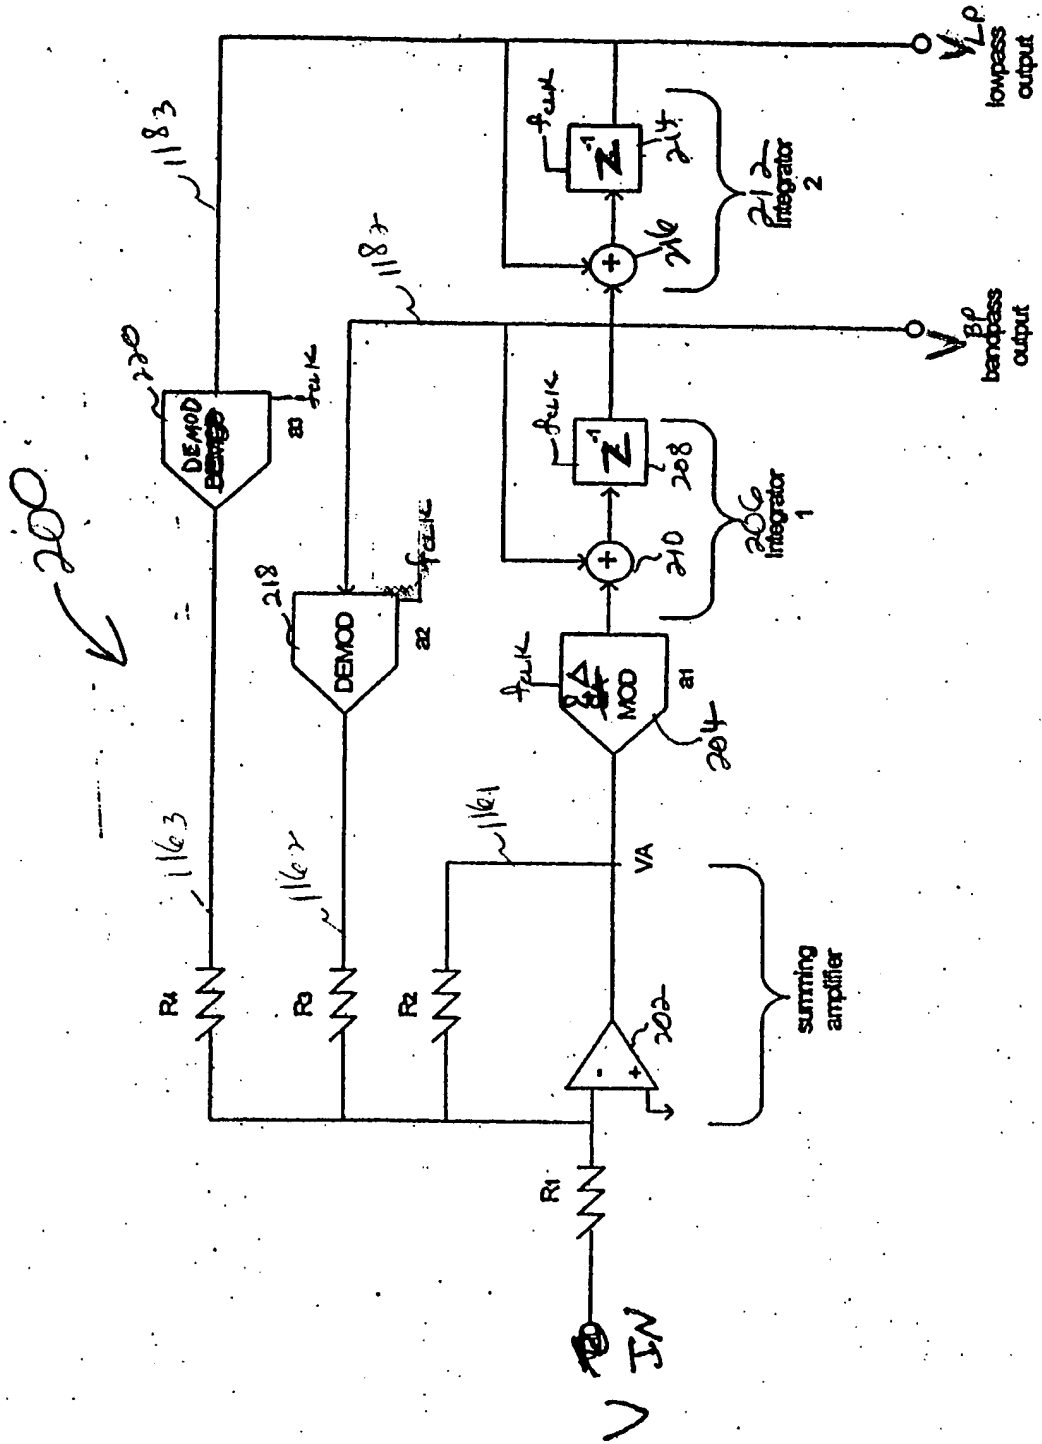 200
220
DEMOD
a3
fCLK
1183
1163
R4
218
DEMOD
a2
fCLK
1182
1162
R3
R2
1161
VA
V IN
R1
-
+
202
summing
amplifier
fCLK
Δ
MOD
a1
204
+
210
fCLK
Z-1
208
206
Integrator
1
+
216
fCLK
Z-1
214
212
Integrator
2
VBP
bandpass
output
VLP
lowpass
output